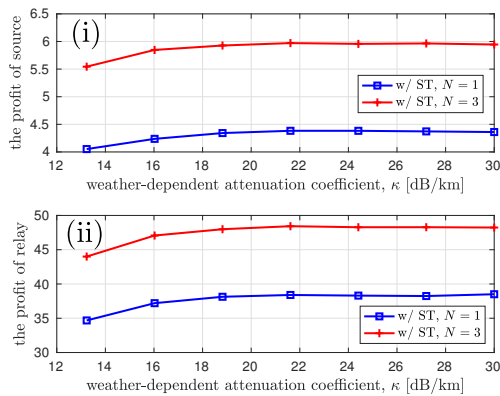 6.5
6
5.5
5
4.5
4
(i)
the profit of source
w/ ST, N = 1
w/ ST, N = 3
12 14 16 18 20 22 24 26 28 30
weather-dependent attenuation coefficient, κ [dB/km]
50
45
40
35
30
(ii)
the profit of relay
w/ ST, N = 1
w/ ST, N = 3
12 14 16 18 20 22 24 26 28 30
weather-dependent attenuation coefficient, κ [dB/km]